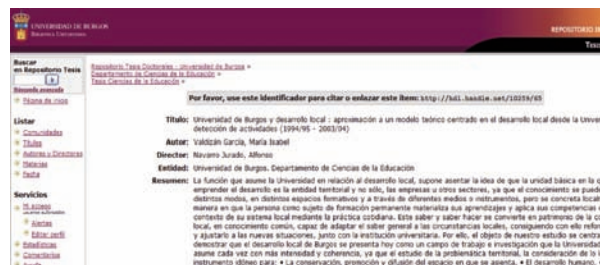 UNIVERSIDAD DE BURGOS
Biblioteca Universitaria
REPOSITORIO
Buscar
en Repositorio Tesis
Búsqueda avanzada
Página de inicio
Listar
Comunidades
Títulos
Autores y Directores
Materias
Fecha
Servicios
Mi acceso
Alertas
Editar perfil
Estadísticas
Comentarios
Ayuda
Repositorio Tesis Doctorales - Universidad de Burgos >
Departamento de Ciencias de la Educación >
Tesis Ciencias de la Educación >
Por favor, use este identificador para citar o enlazar este ítem: http://hdl.handle.net/10259/65
Título: Universidad de Burgos y desarrollo local : aproximación a un modelo teórico centrado en el desarrollo local desde la
detección de actividades (1994/95 - 2003/04)
Autor: Valdizán García, María Isabel
Director: Navarro Jurado, Alfonso
Entidad: Universidad de Burgos. Departamento de Ciencias de la Educación
Resumen: La función que asume la Universidad en relación al desarrollo local, supone asentar la idea de que la unidad básica en la
emprender el desarrollo es la entidad territorial y no sólo, las empresas u otros sectores, ya que el conocimiento se
distintos modos, en distintos espacios formativos y a través de diferentes medios o instrumentos, pero se concreta
manera en que la persona como sujeto de formación permanente materializa sus aprendizajes y aplica sus competencias
contexto de su sistema local mediante la práctica cotidiana. Este saber y saber hacer se convierte en patrimonio de la
local, en conocimiento común, capaz de adaptar el saber general a las circunstancias locales, consiguiendo con ello
y ajustarlo a las nuevas situaciones, junto con la institución universitaria. Por ello, el objeto de nuestro estudio se
demostrar que el desarrollo local de Burgos se presenta hoy como un campo de trabajo e investigación que la
asume cada vez con más intensidad y coherencia, ya que el estudio de la problemática territorial, la consideración
instrumento idóneo para: • La conservación, promoción y difusión del espacio en que se asienta. • El desarrollo